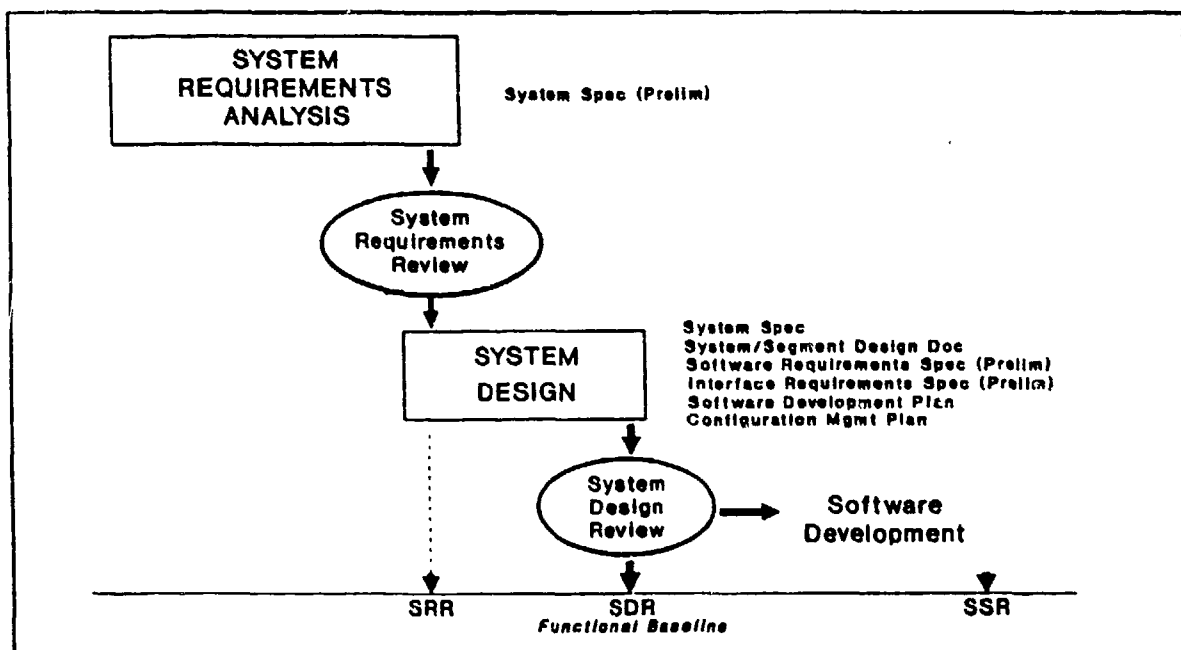 SYSTEM
REQUIREMENTS
ANALYSIS
System Spec (Prelim)
System
Requirements
Review
SYSTEM
DESIGN
System Spec
System/Segment Design Doc
Software Requirements Spec (Prelim)
Interface Requirements Spec (Prelim)
Software Development Plan
Configuration Mgmt Plan
System
Design
Review
Software
Development
SRR
SDR
SSR
Functional Baseline